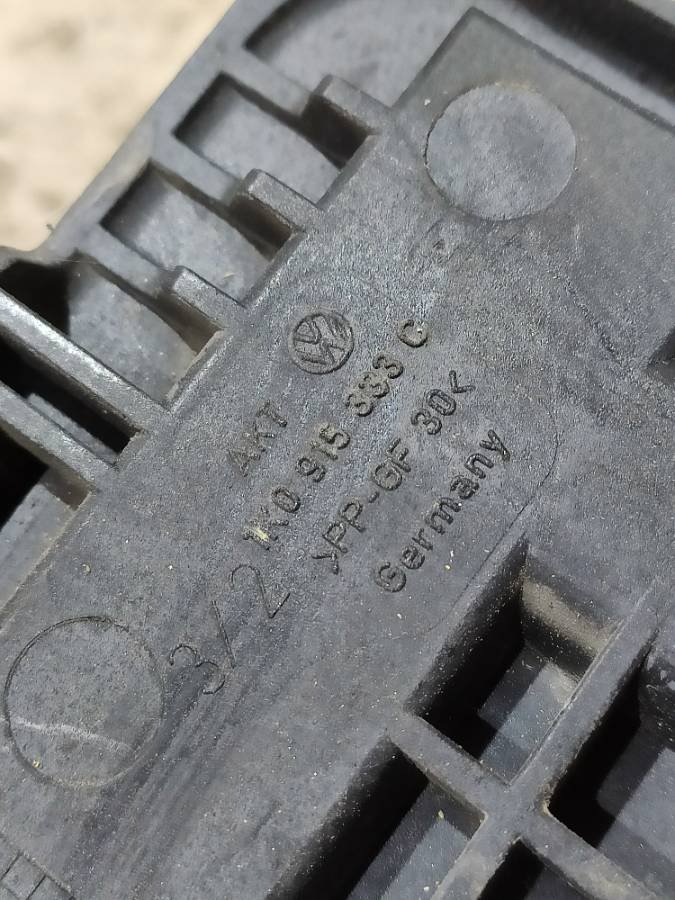 AKT
1K0 915 333 C
>PP-GF 30<
Germany
3/2